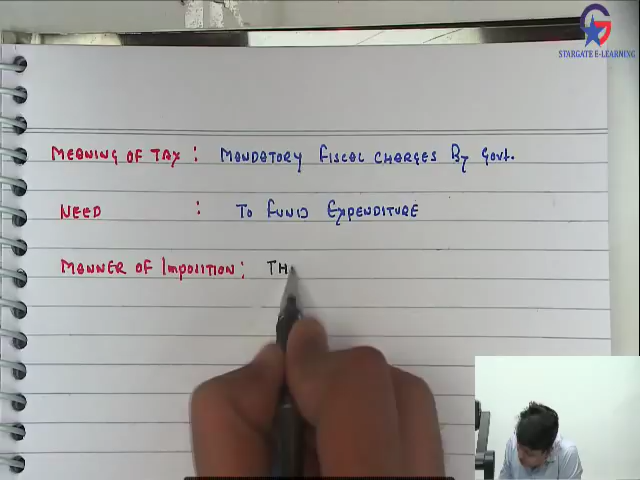 STARGATE E-LEARNING
MEANING OF TAX : MANDATORY FISCAL CHARGES By Govt.
NEED : TO FUND EXPENDITURE
MANNER OF IMPOSITION : TH